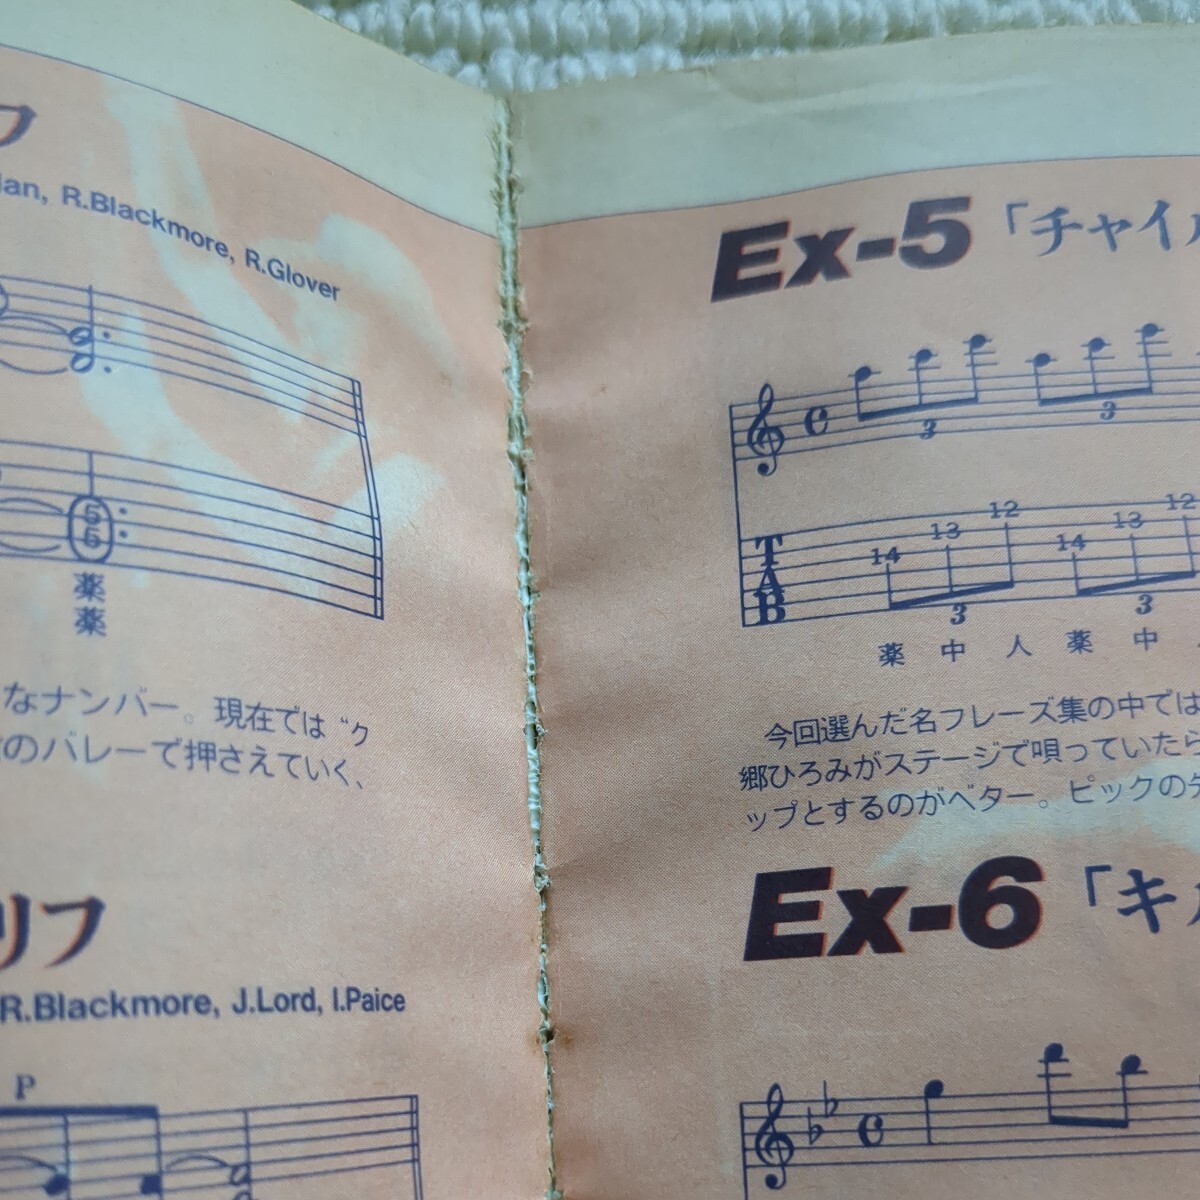 フ
lan, R.Blackmore, R.Glover
5
5
薬
薬
なナンバー。現在では〝ク
のバレーで押さえていく、
リフ
R.Blackmore, J.Lord, I.Paice
P
Ex-5「チャイル
3 3
T
A
B
14 13 12 14 13 12
3 3
薬 中 人 薬 中
今回選んだ名フレーズ集の中では
郷ひろみがステージで唄っていたら
ップとするのがベター。ピックの
Ex-6「キル